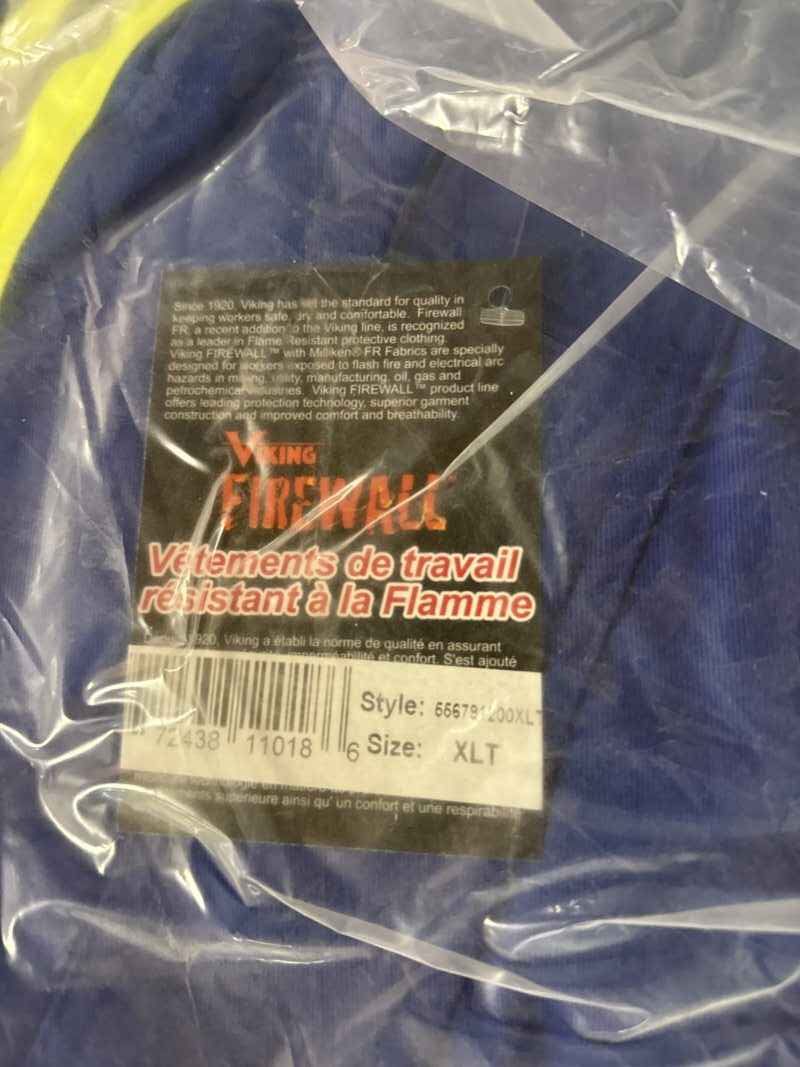 Since 1920, Viking has set the standard for quality in
keeping workers safe, dry and comfortable. Firewall
FR, a recent addition to the Viking line, is recognized
as a leader in Flame Resistant protective clothing.
Viking FIREWALL™ with Milliken® FR Fabrics are specially
designed for workers exposed to flash fire and electrical arc
hazards in mining, utility, manufacturing, oil, gas and
petrochemical industries. Viking FIREWALL™ product line
offers leading protection technology, superior garment
construction and improved comfort and breathability.
VIKING
FIREWALL
Vêtements de travail
résistant à la Flamme
1920, Viking a établi la norme de qualité en assurant
et confort. S'est ajouté
Style:
72438 11018 6 Size: XLT
supérieure ainsi qu' un confort et une respirabilité